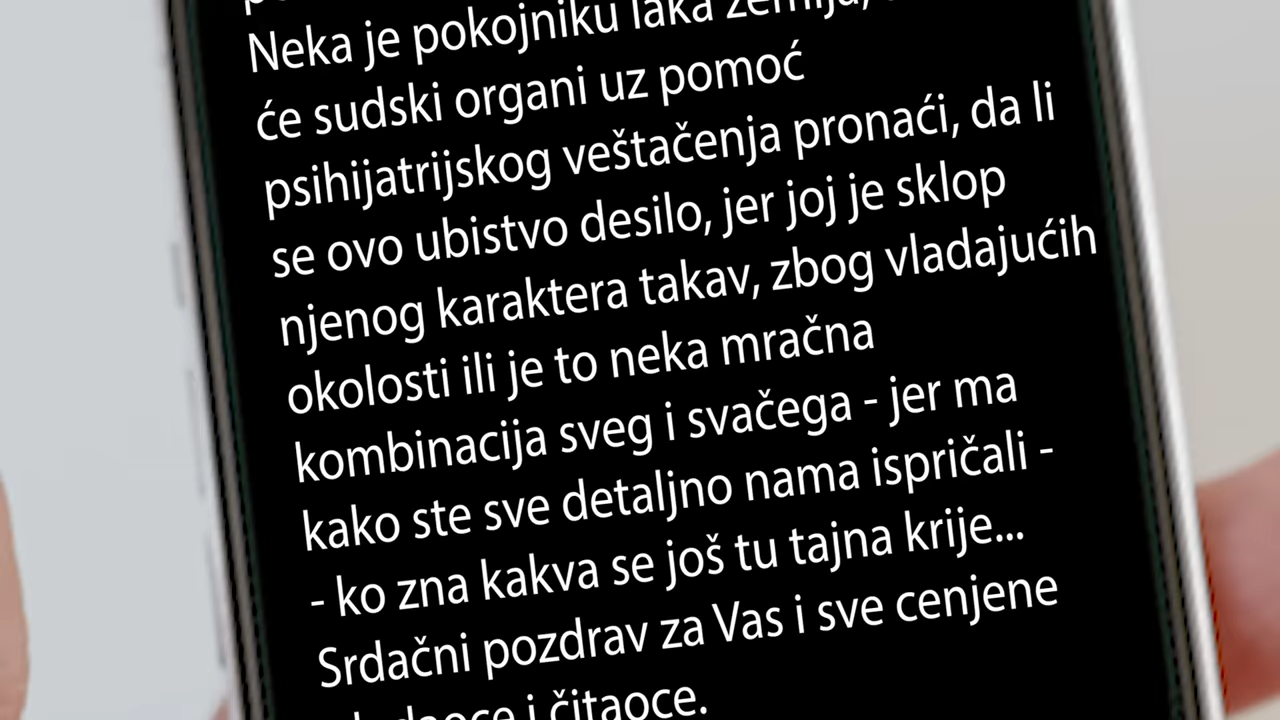 Neka je pokojniku laka zemlja,
će sudski organi uz pomoć
psihijatrijskog veštačenja pronaći, da li
se ovo ubistvo desilo, jer joj je sklop
njenog karaktera takav, zbog vladajućih
okolosti ili je to neka mračna
kombinacija sveg i svačega - jer ma
kako ste sve detaljno nama ispričali -
- ko zna kakva se još tu tajna krije...
Srdačni pozdrav za Vas i sve cenjene
i čitaoce.